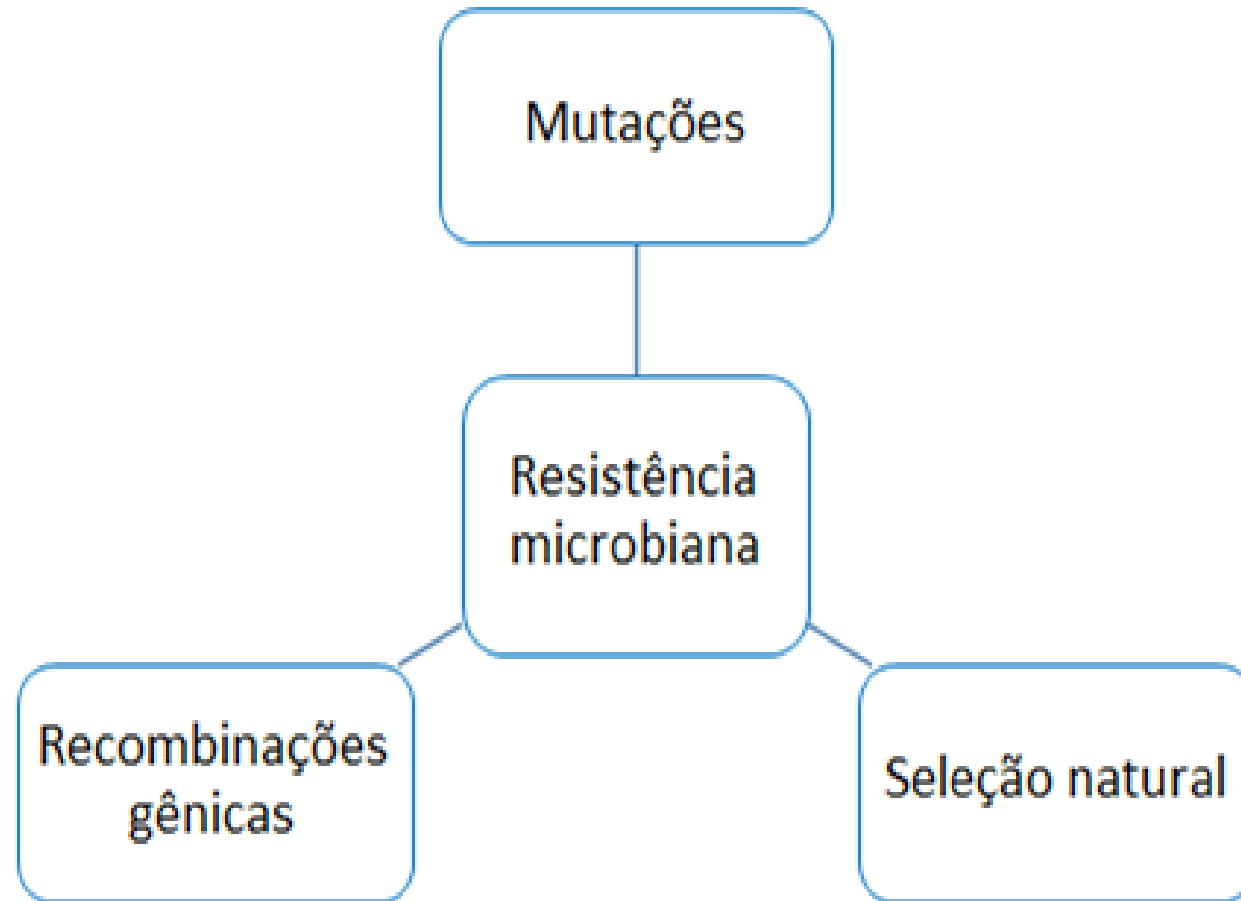 Mutações
Resistência
microbiana
Recombinações
gênicas
Seleção natural